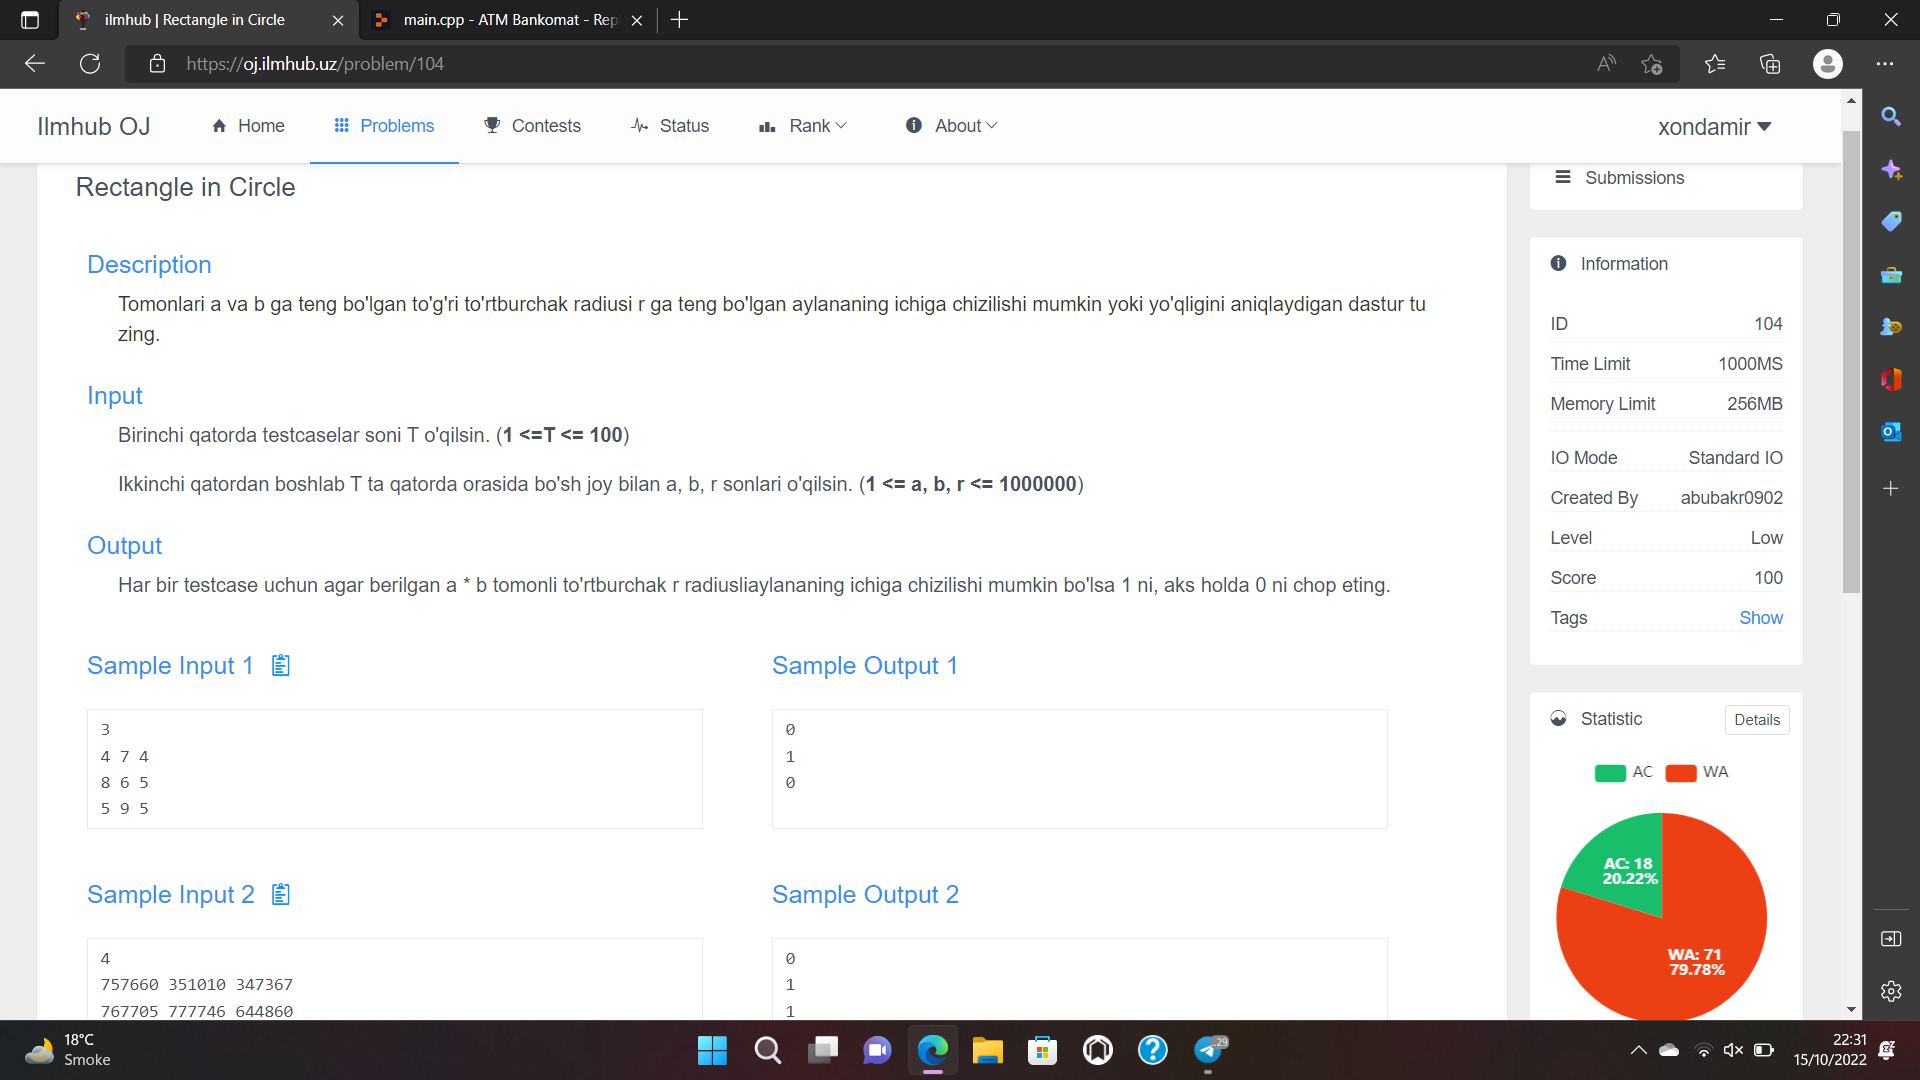 ilmhub | Rectangle in Circle
main.cpp - ATM Bankomat - Rep
https://oj.ilmhub.uz/problem/104
Ilmhub OJ
Home
Problems
Contests
Status
Rank
About
xondamir
Rectangle in Circle
Description
Tomonlari a va b ga teng bo'lgan to'g'ri to'rtburchak radiusi r ga teng bo'lgan aylananing ichiga chizilishi mumkin yoki yo'qligini aniqlaydigan dastur tu
zing.
Input
Birinchi qatorda testcaselar soni T o'qilsin. (1 <=T <= 100)
Ikkinchi qatordan boshlab T ta qatorda orasida bo'sh joy bilan a, b, r sonlari o'qilsin. (1 <= a, b, r <= 1000000)
Output
Har bir testcase uchun agar berilgan a * b tomonli to'rtburchak r radiusliaylananing ichiga chizilishi mumkin bo'lsa 1 ni, aks holda 0 ni chop eting.
Sample Input 1
3
4 7 4
8 6 5
5 9 5
Sample Output 1
0
1
0
Sample Input 2
4
757660 351010 347367
767705 777746 644860
Sample Output 2
0
1
1
Submissions
Information
ID 104
Time Limit 1000MS
Memory Limit 256MB
IO Mode Standard IO
Created By abubakr0902
Level Low
Score 100
Tags Show
Statistic
Details
AC WA
AC: 18
20.22%
WA: 71
79.78%
18°C
Smoke
29
22:31
15/10/2022